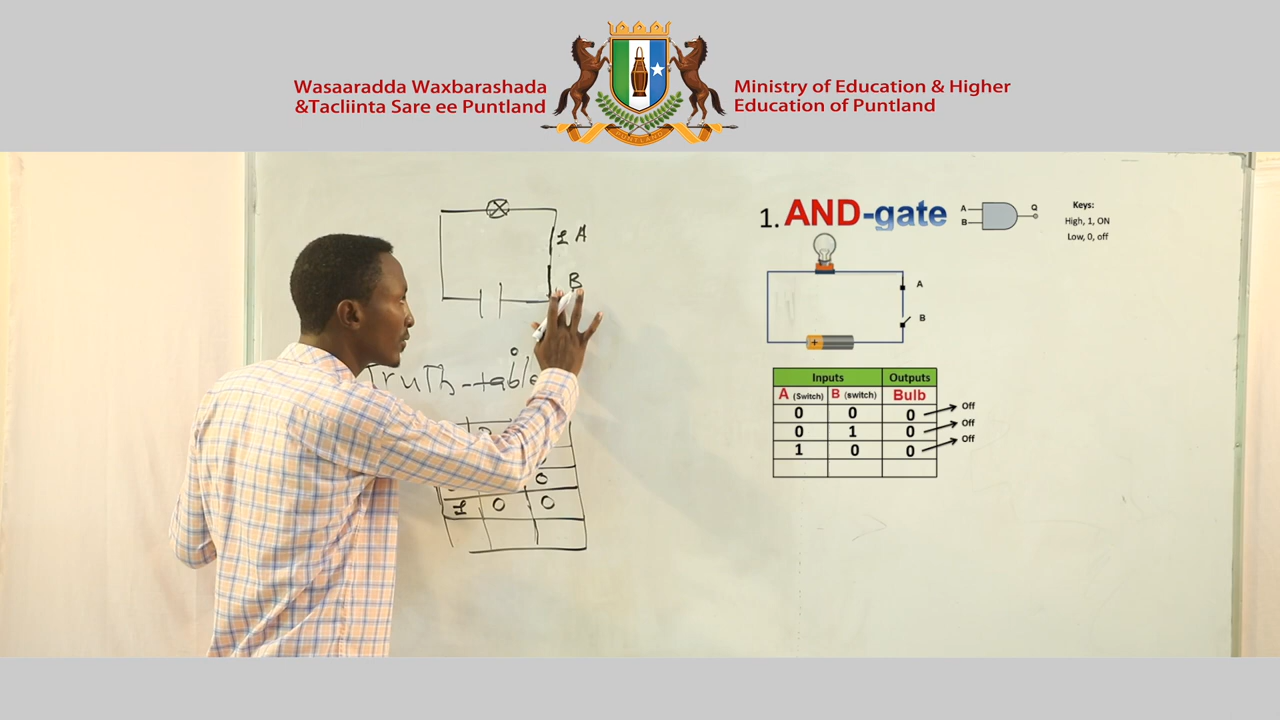 Wasaaradda Waxbarashada
&Tacliinta Sare ee Puntland
PUNTLAND
Ministry of Education & Higher
Education of Puntland
1 A
B
0
Truth-table
0
1 0 0
1. AND-gate
A
B
Q
Keys:
High, 1, ON
Low, 0, off
A
B
+
Inputs Outputs
A (Switch) B (switch) Bulb
0 0 0 Off
0 1 0 Off
1 0 0 Off